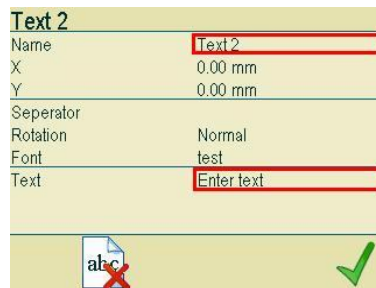 Text 2
Name Text 2
X 0.00 mm
Y 0.00 mm
Seperator
Rotation Normal
Font test
Text Enter text
abc